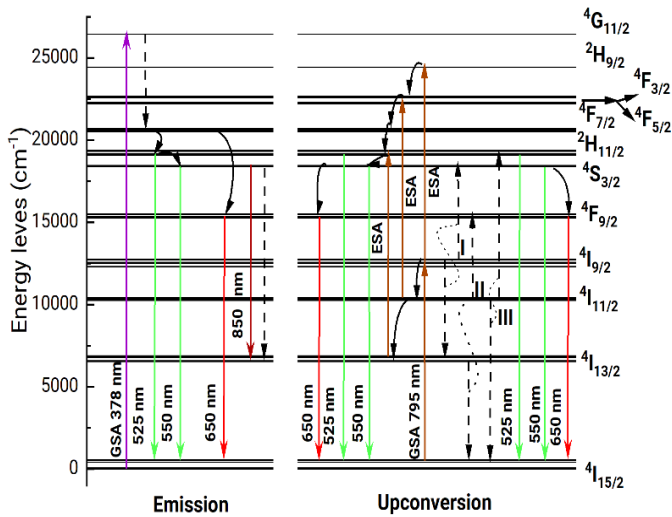 Energy leves (cm⁻¹)
25000
20000
15000
10000
5000
0
GSA 378 nm
525 nm
550 nm
650 nm
850 nm
Emission
650 nm
525 nm
550 nm
ESA
ESA
ESA
GSA 795 nm
I
II
III
525 nm
550 nm
650 nm
Upconversion
⁴G₁₁/₂
²H₉/₂
⁴F₃/₂
⁴F₇/₂
⁴F₅/₂
²H₁₁/₂
⁴S₃/₂
⁴F₉/₂
⁴I₉/₂
⁴I₁₁/₂
⁴I₁₃/₂
⁴I₁₅/₂